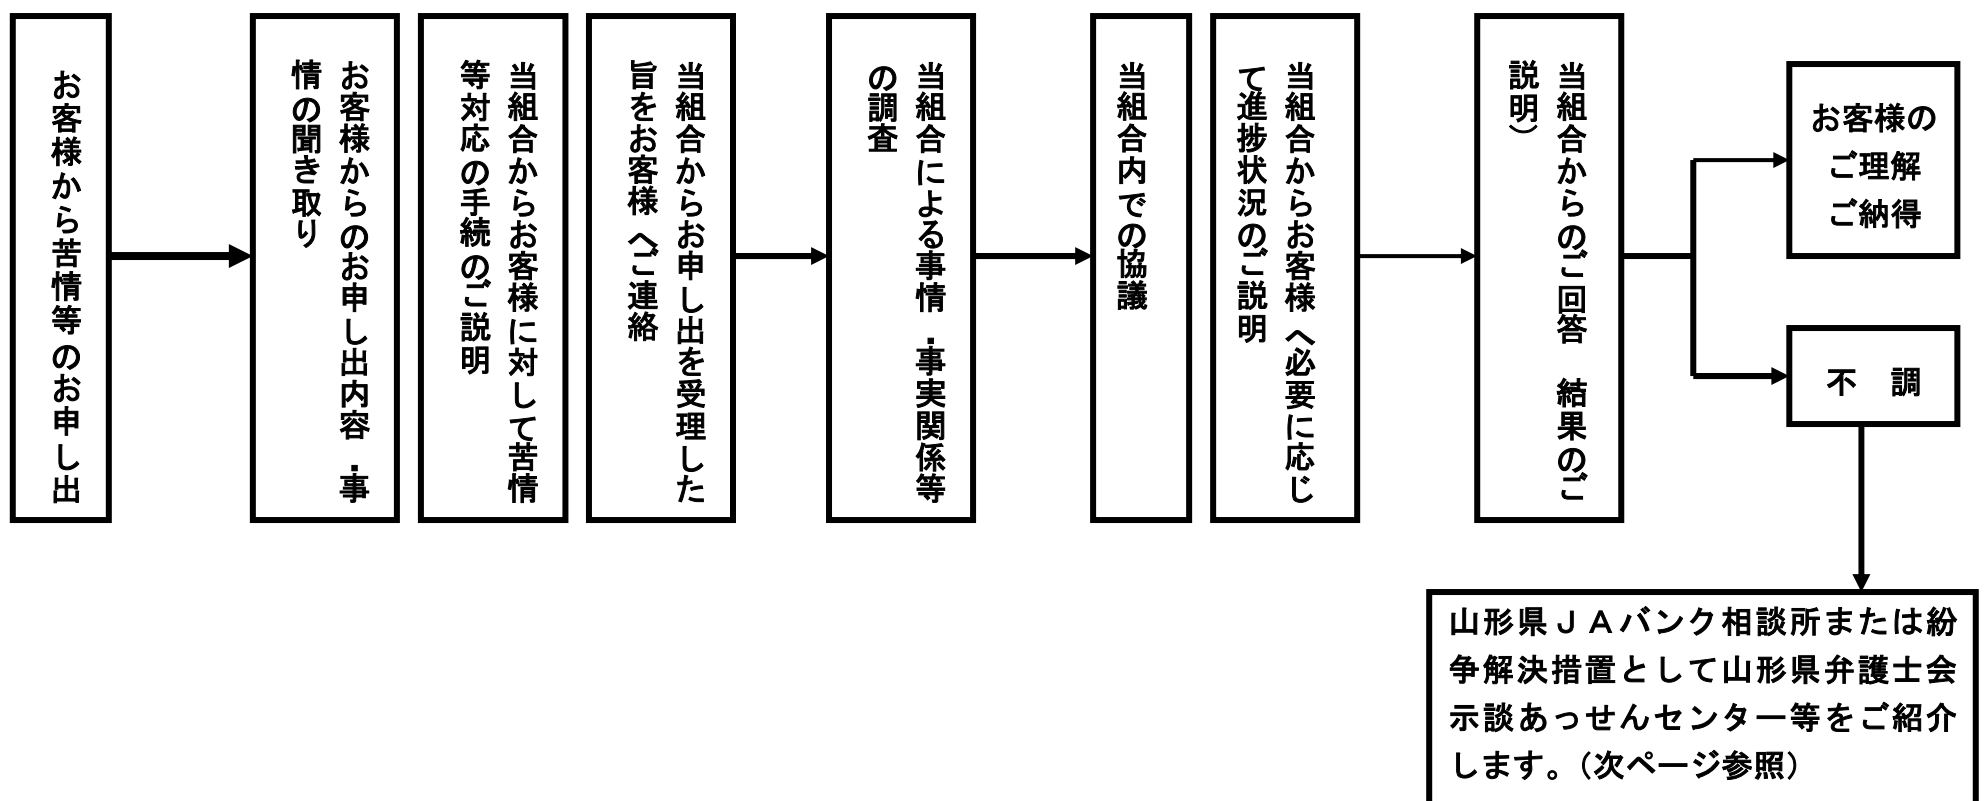 お客様から苦情等のお申し出
お客様からのお申し出内容・事
情の聞き取り
当組合からお客様に対して苦情
等対応の手続のご説明
当組合からお申し出を受理した
旨をお客様へご連絡
当組合による事情・事実関係等
の調査
当組合内での協議
当組合からお客様へ必要に応じ
て進捗状況のご説明
当組合からのご回答 結果のご
説明）
お客様の
ご理解
ご納得
不 調
山形県ＪＡバンク相談所または紛
争解決措置として山形県弁護士会
示談あっせんセンター等をご紹介
します。（次ページ参照）